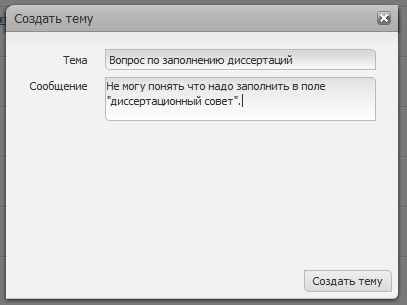 Создать тему
Тема
Вопрос по заполнению диссертаций
Сообщение
Не могу понять что надо заполнить в поле
"диссертационный совет".
Создать тему